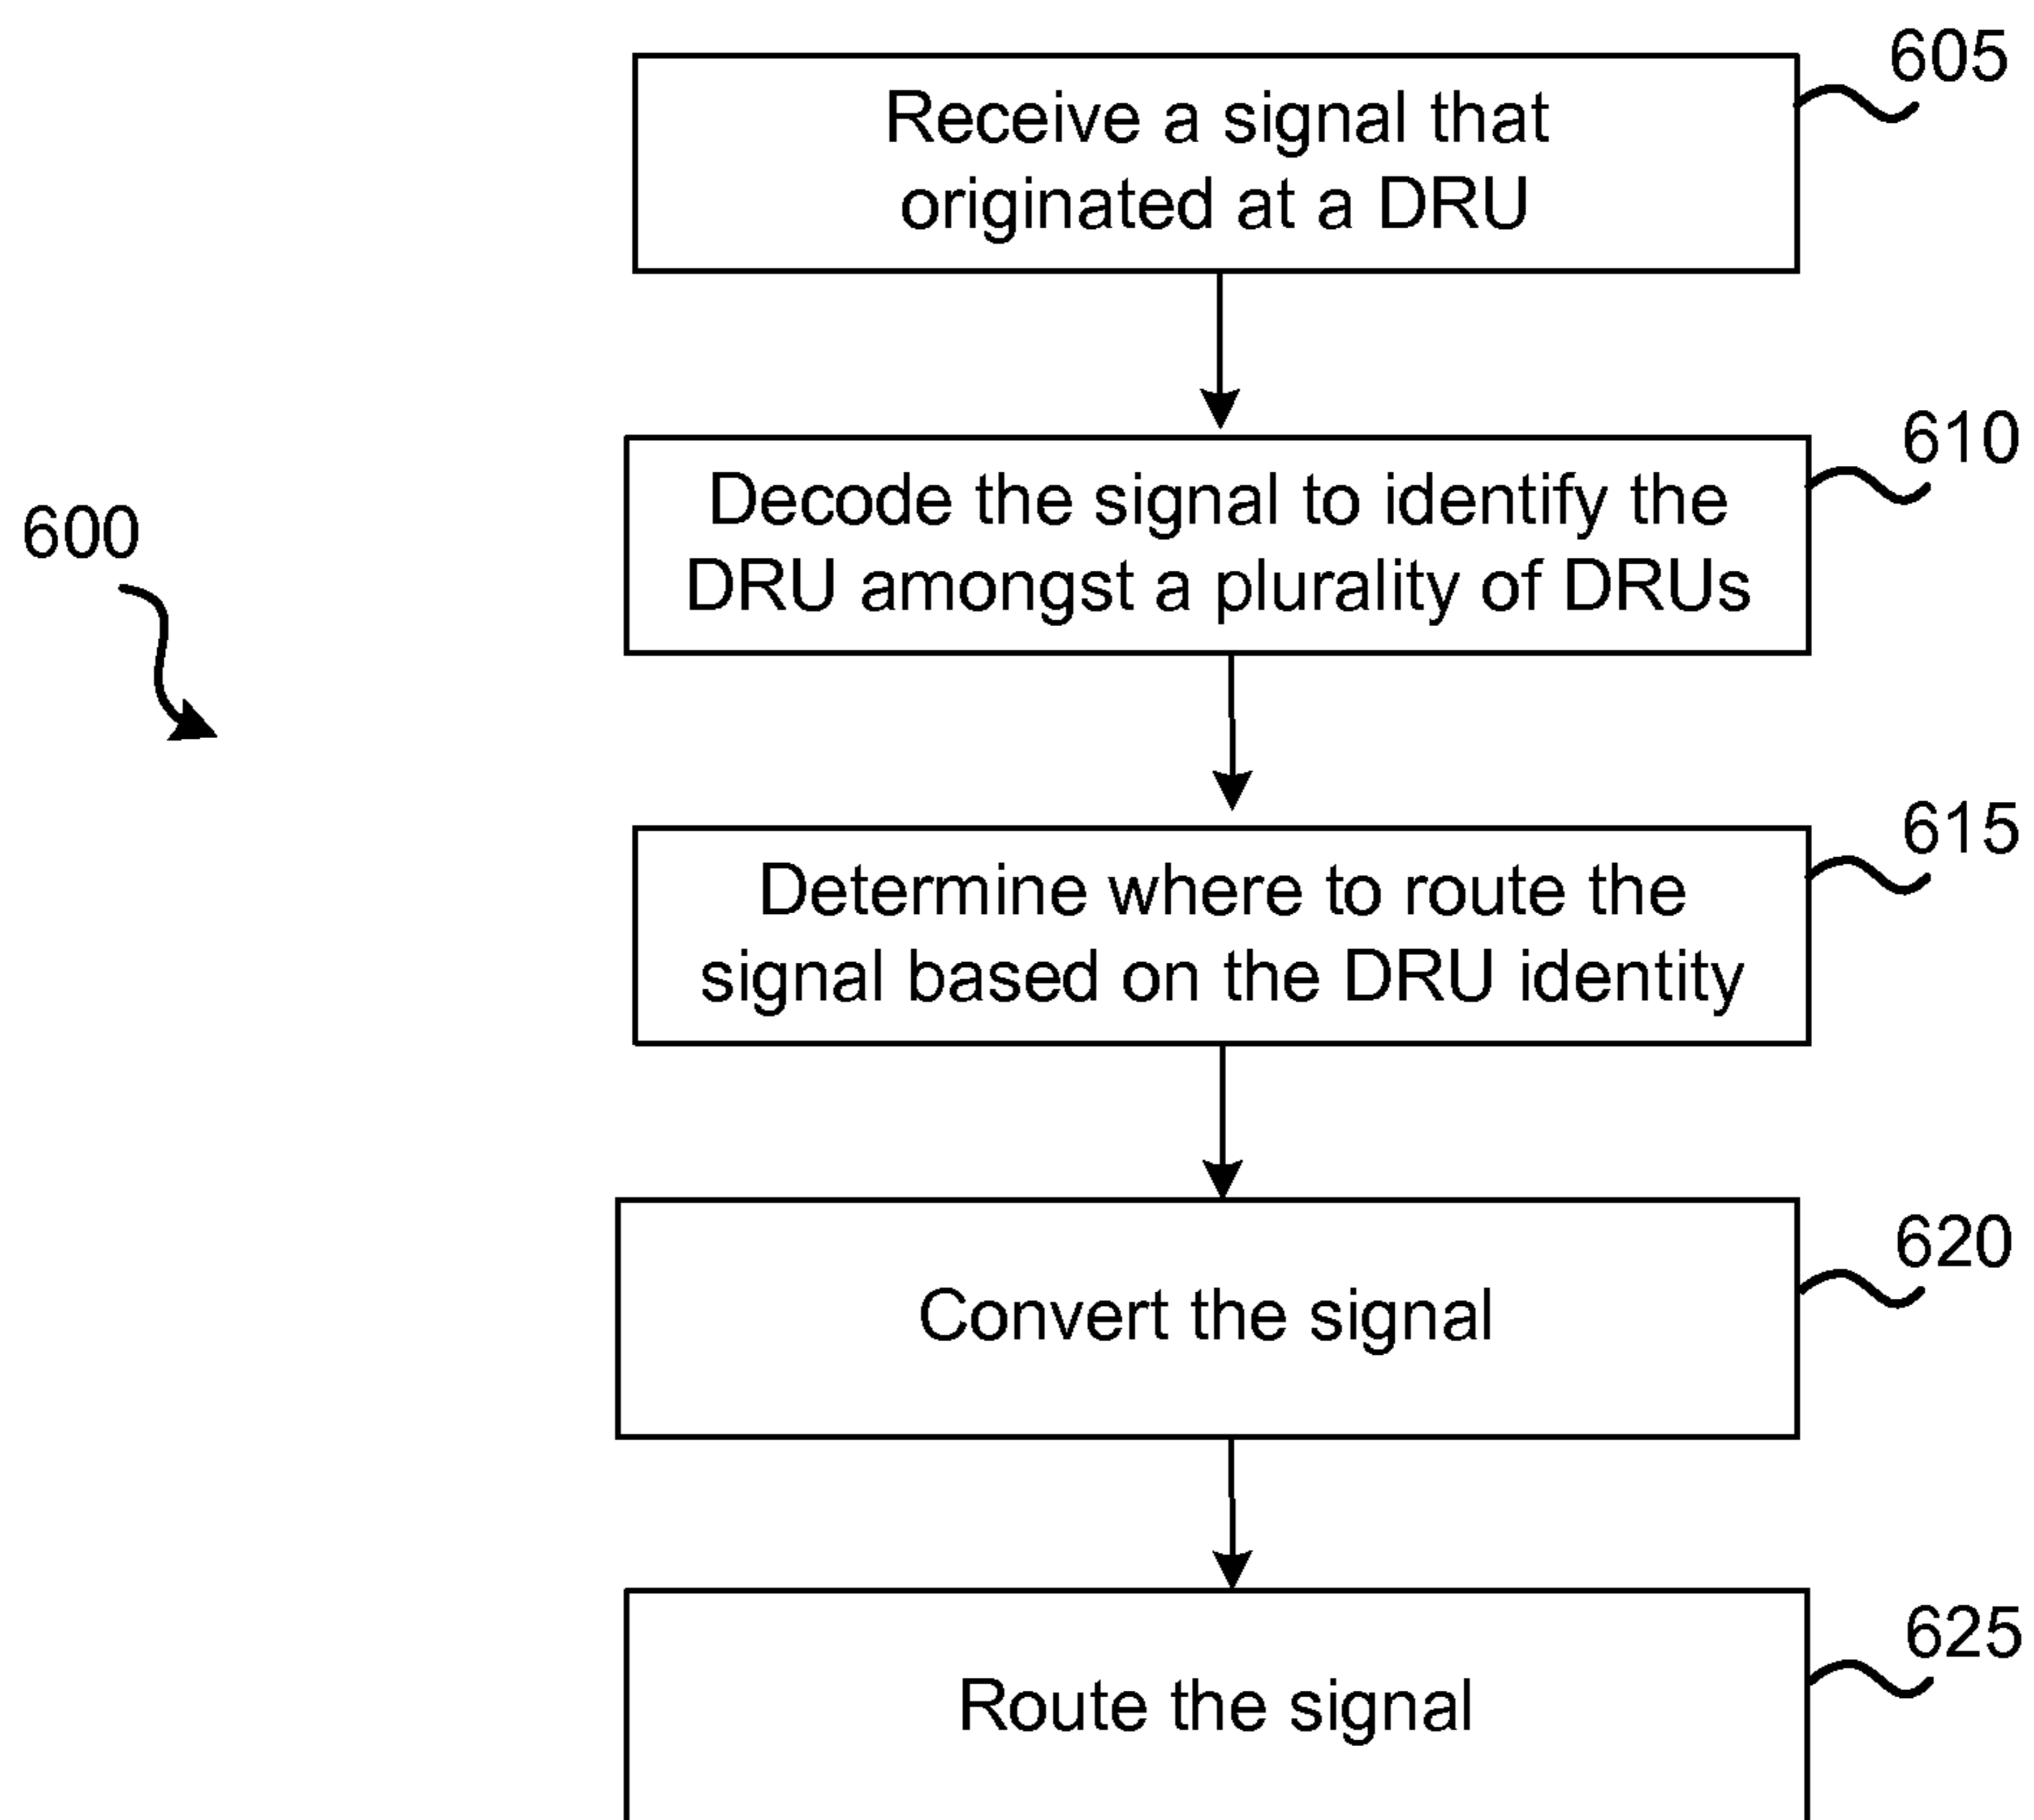 605
Receive a signal that
originated at a DRU
610
Decode the signal to identify the
DRU amongst a plurality of DRUs
600
615
Determine where to route the
signal based on the DRU identity
620
Convert the signal
625
Route the signal